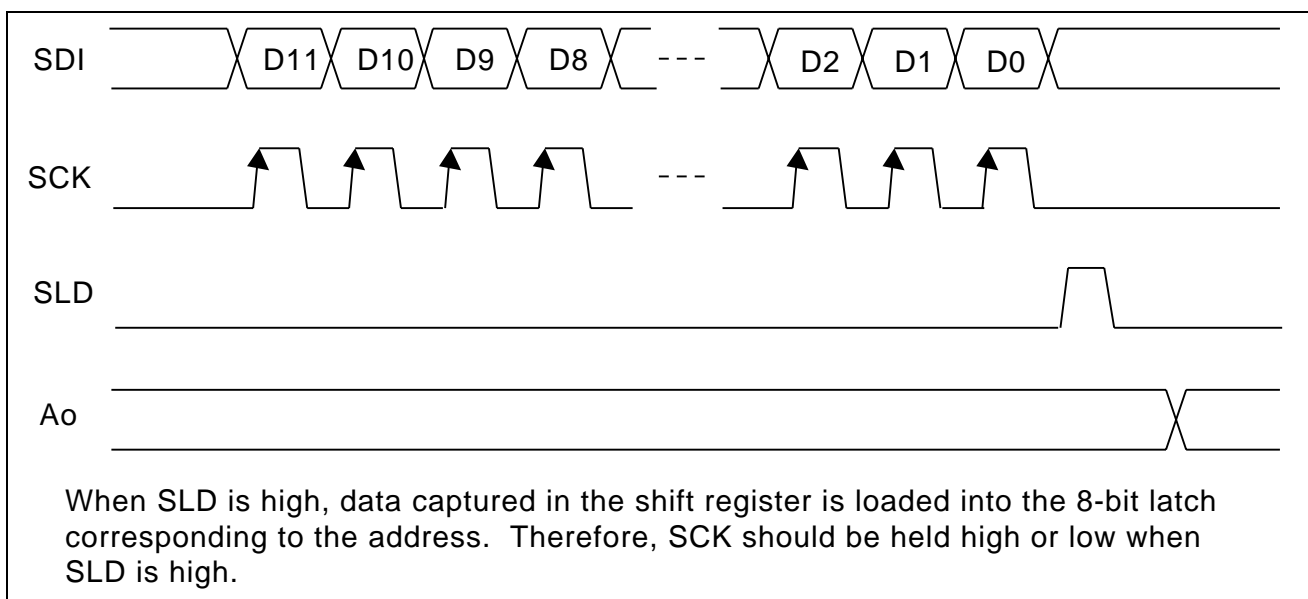 SDI D11 D10 D9 D8 --- D2 D1 D0
SCK ---
SLD
Ao
When SLD is high, data captured in the shift register is loaded into the 8-bit latch
corresponding to the address. Therefore, SCK should be held high or low when
SLD is high.